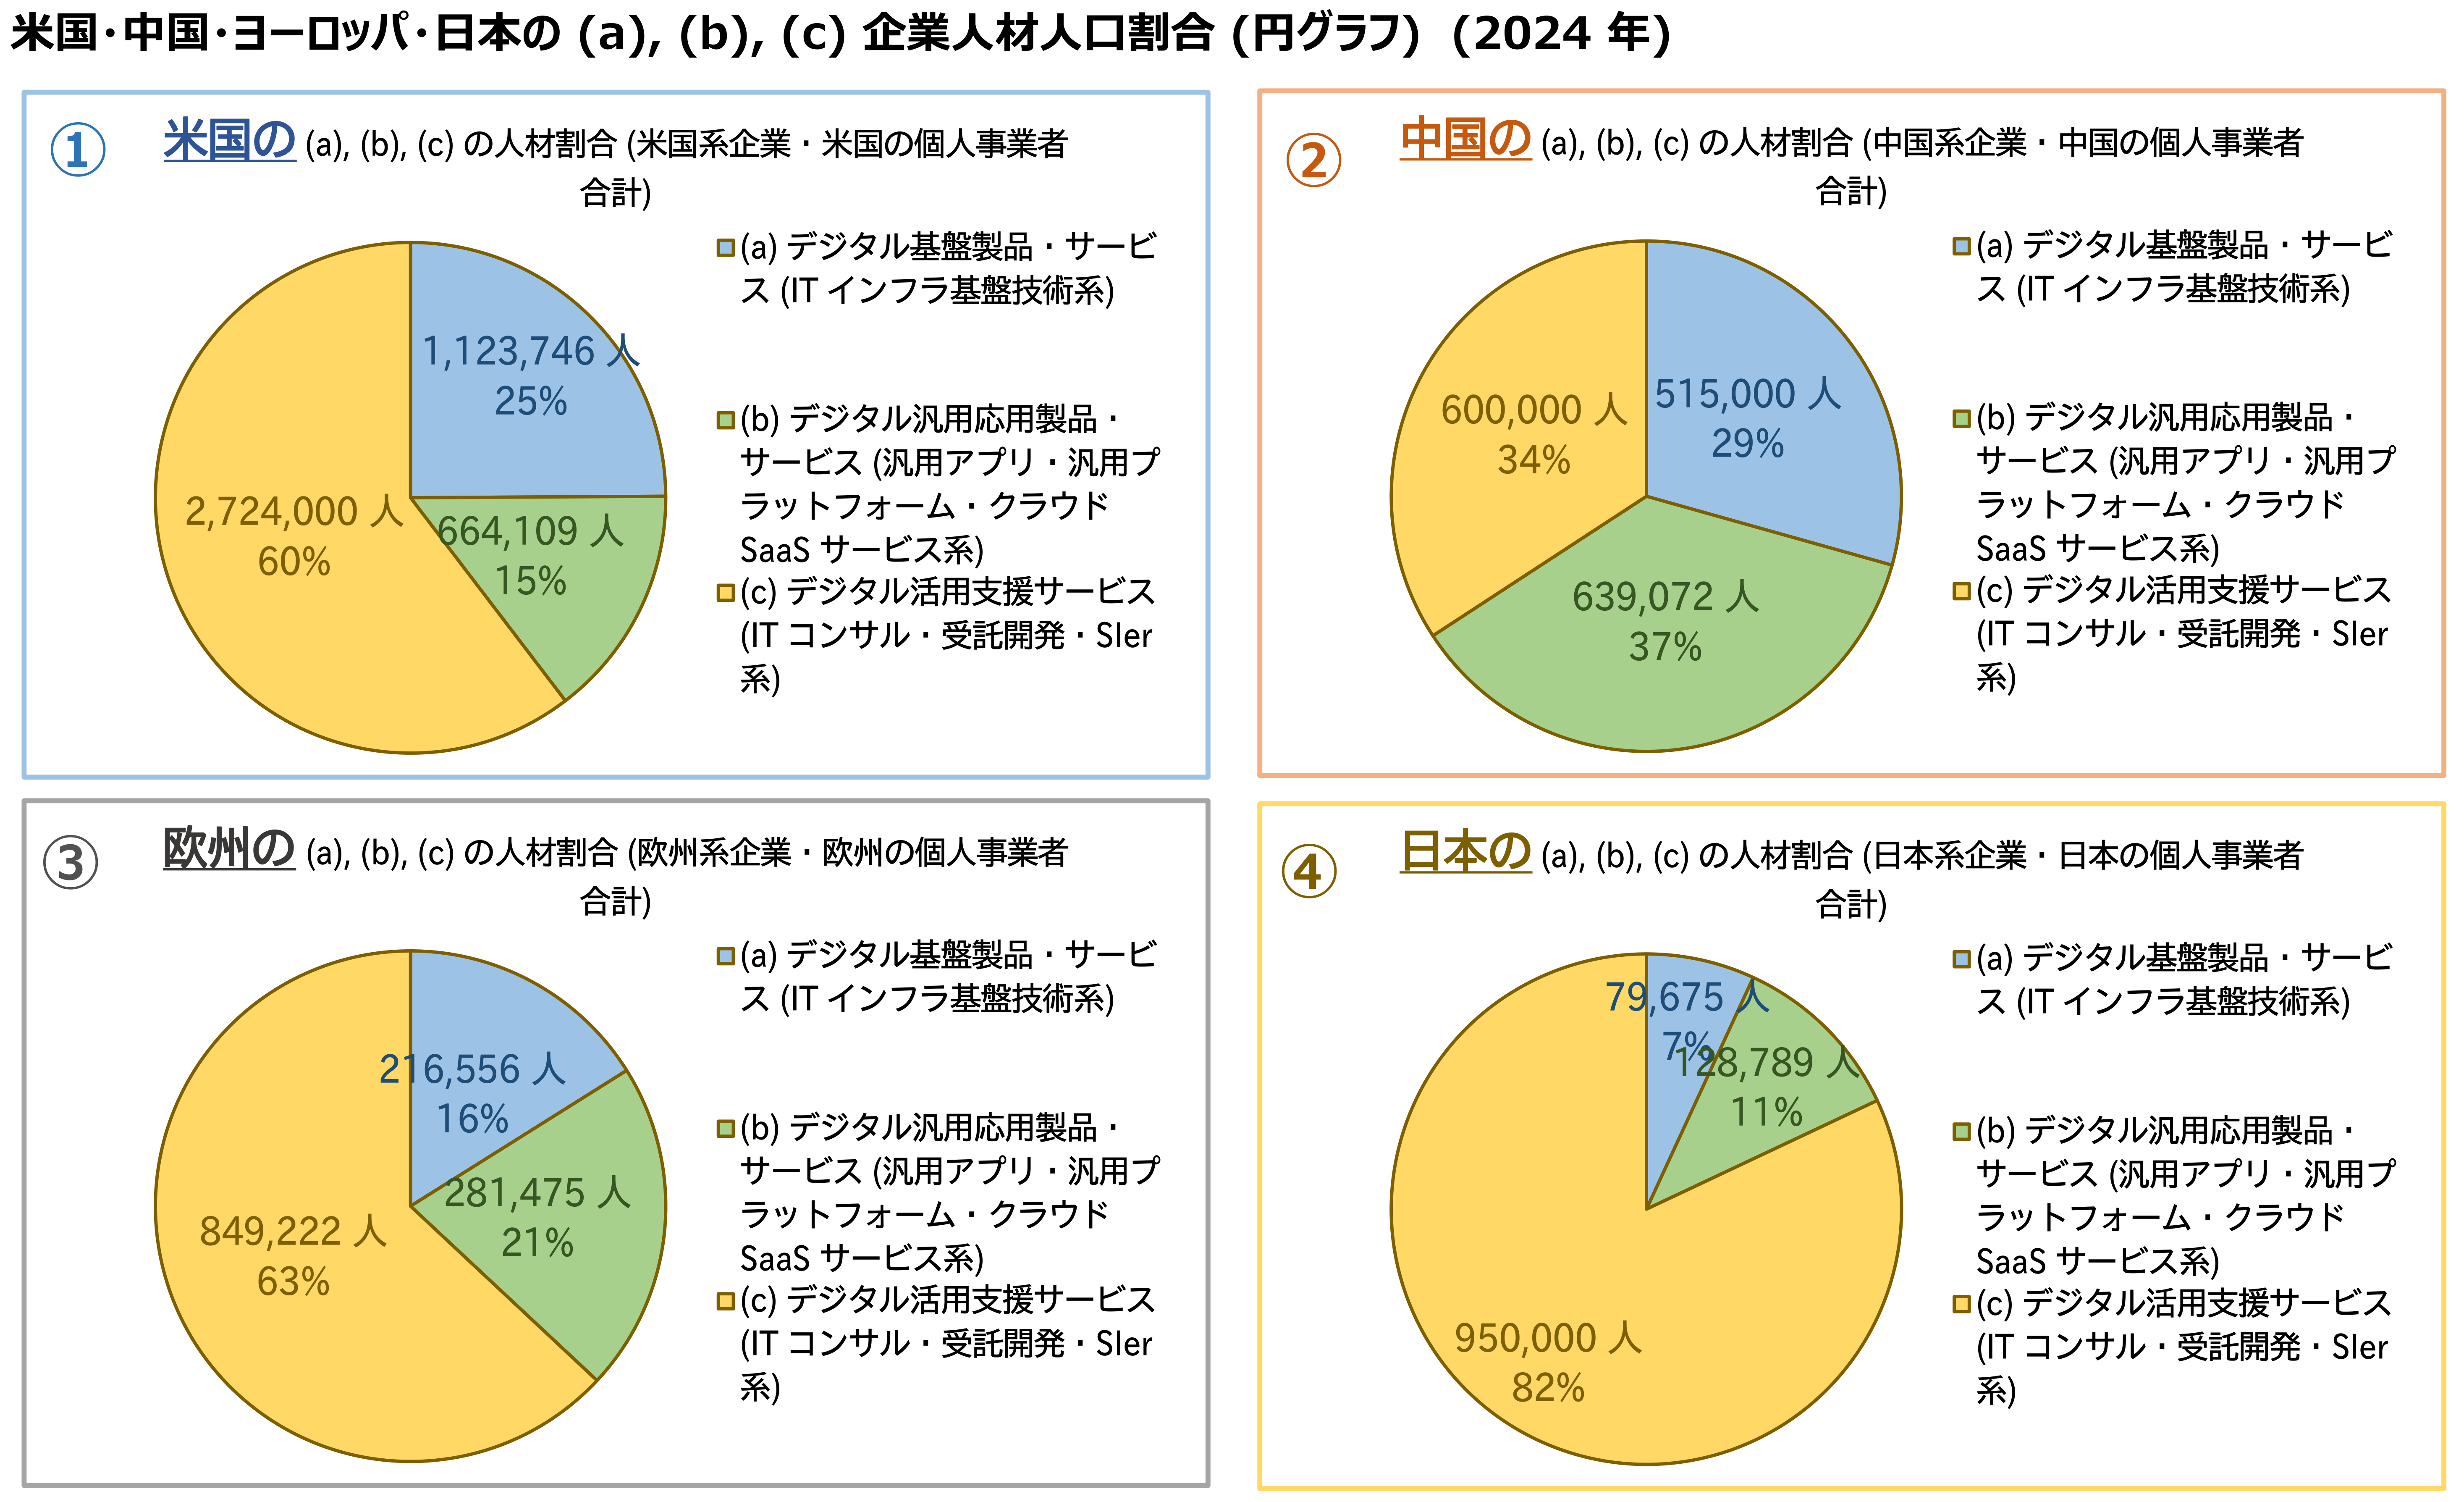 米国・中国・ヨーロッパ・日本の (a), (b), (c) 企業人材人口割合 (円グラフ) (2024 年)
①
米国の (a), (b), (c) の人材割合 (米国系企業・米国の個人事業者
合計)
1,123,746 人
25%
664,109 人
15%
2,724,000 人
60%
(a) デジタル基盤製品・サービ
ス (IT インフラ基盤技術系)
(b) デジタル汎用応用製品・
サービス (汎用アプリ・汎用プ
ラットフォーム・クラウド
SaaS サービス系)
(c) デジタル活用支援サービス
(IT コンサル・受託開発・SIer
系)
②
中国の (a), (b), (c) の人材割合 (中国系企業・中国の個人事業者
合計)
515,000 人
29%
639,072 人
37%
600,000 人
34%
(a) デジタル基盤製品・サービ
ス (IT インフラ基盤技術系)
(b) デジタル汎用応用製品・
サービス (汎用アプリ・汎用プ
ラットフォーム・クラウド
SaaS サービス系)
(c) デジタル活用支援サービス
(IT コンサル・受託開発・SIer
系)
③
欧州の (a), (b), (c) の人材割合 (欧州系企業・欧州の個人事業者
合計)
216,556 人
16%
281,475 人
21%
849,222 人
63%
(a) デジタル基盤製品・サービ
ス (IT インフラ基盤技術系)
(b) デジタル汎用応用製品・
サービス (汎用アプリ・汎用プ
ラットフォーム・クラウド
SaaS サービス系)
(c) デジタル活用支援サービス
(IT コンサル・受託開発・SIer
系)
④
日本の (a), (b), (c) の人材割合 (日本系企業・日本の個人事業者
合計)
79,675 人
7%
128,789 人
11%
950,000 人
82%
(a) デジタル基盤製品・サービ
ス (IT インフラ基盤技術系)
(b) デジタル汎用応用製品・
サービス (汎用アプリ・汎用プ
ラットフォーム・クラウド
SaaS サービス系)
(c) デジタル活用支援サービス
(IT コンサル・受託開発・SIer
系)